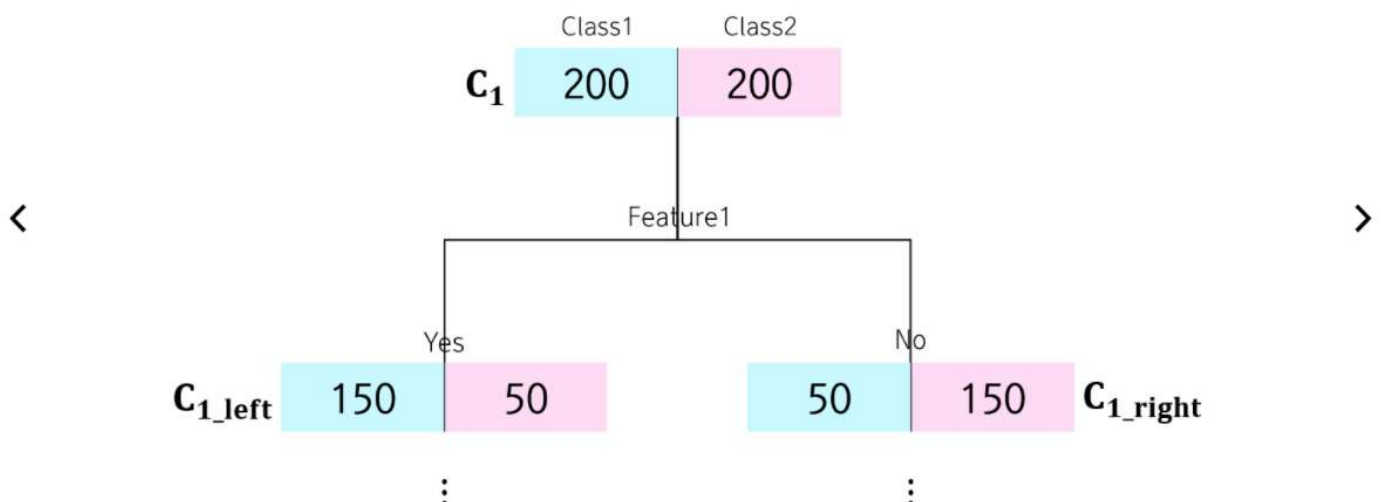 Class1 Class2
C1 200 200
Feature1
Yes No
C1_left 150 50 50 150 C1_right